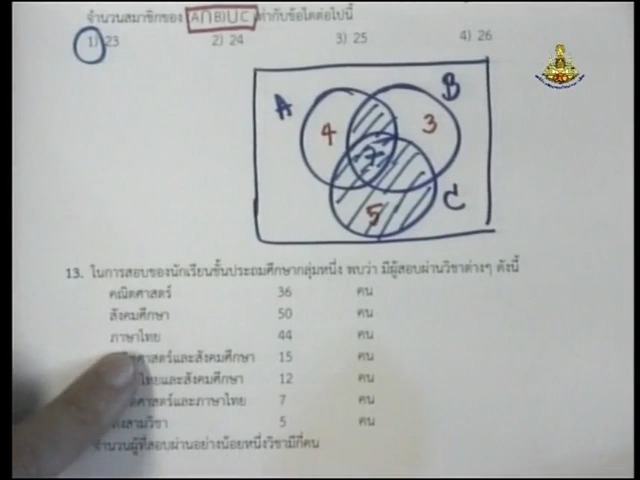 จำนวนสมาชิกของ (A∩B)∪C เท่ากับข้อใดต่อไปนี้
1) 23 2) 24 3) 25 4) 26
A B
4 3
7
5 C
13. ในการสอบของนักเรียนชั้นประถมศึกษากลุ่มหนึ่ง พบว่า มีผู้สอบผ่านวิชาต่างๆ ดังนี้
คณิตศาสตร์ 36 คน
สังคมศึกษา 50 คน
ภาษาไทย 44 คน
ศาสตร์และสังคมศึกษา 15 คน
ไทยและสังคมศึกษา 12 คน
ศาสตร์และภาษาไทย 7 คน
สามวิชา 5 คน
จำนวนผู้ที่สอบผ่านอย่างน้อยหนึ่งวิชามีกี่คน